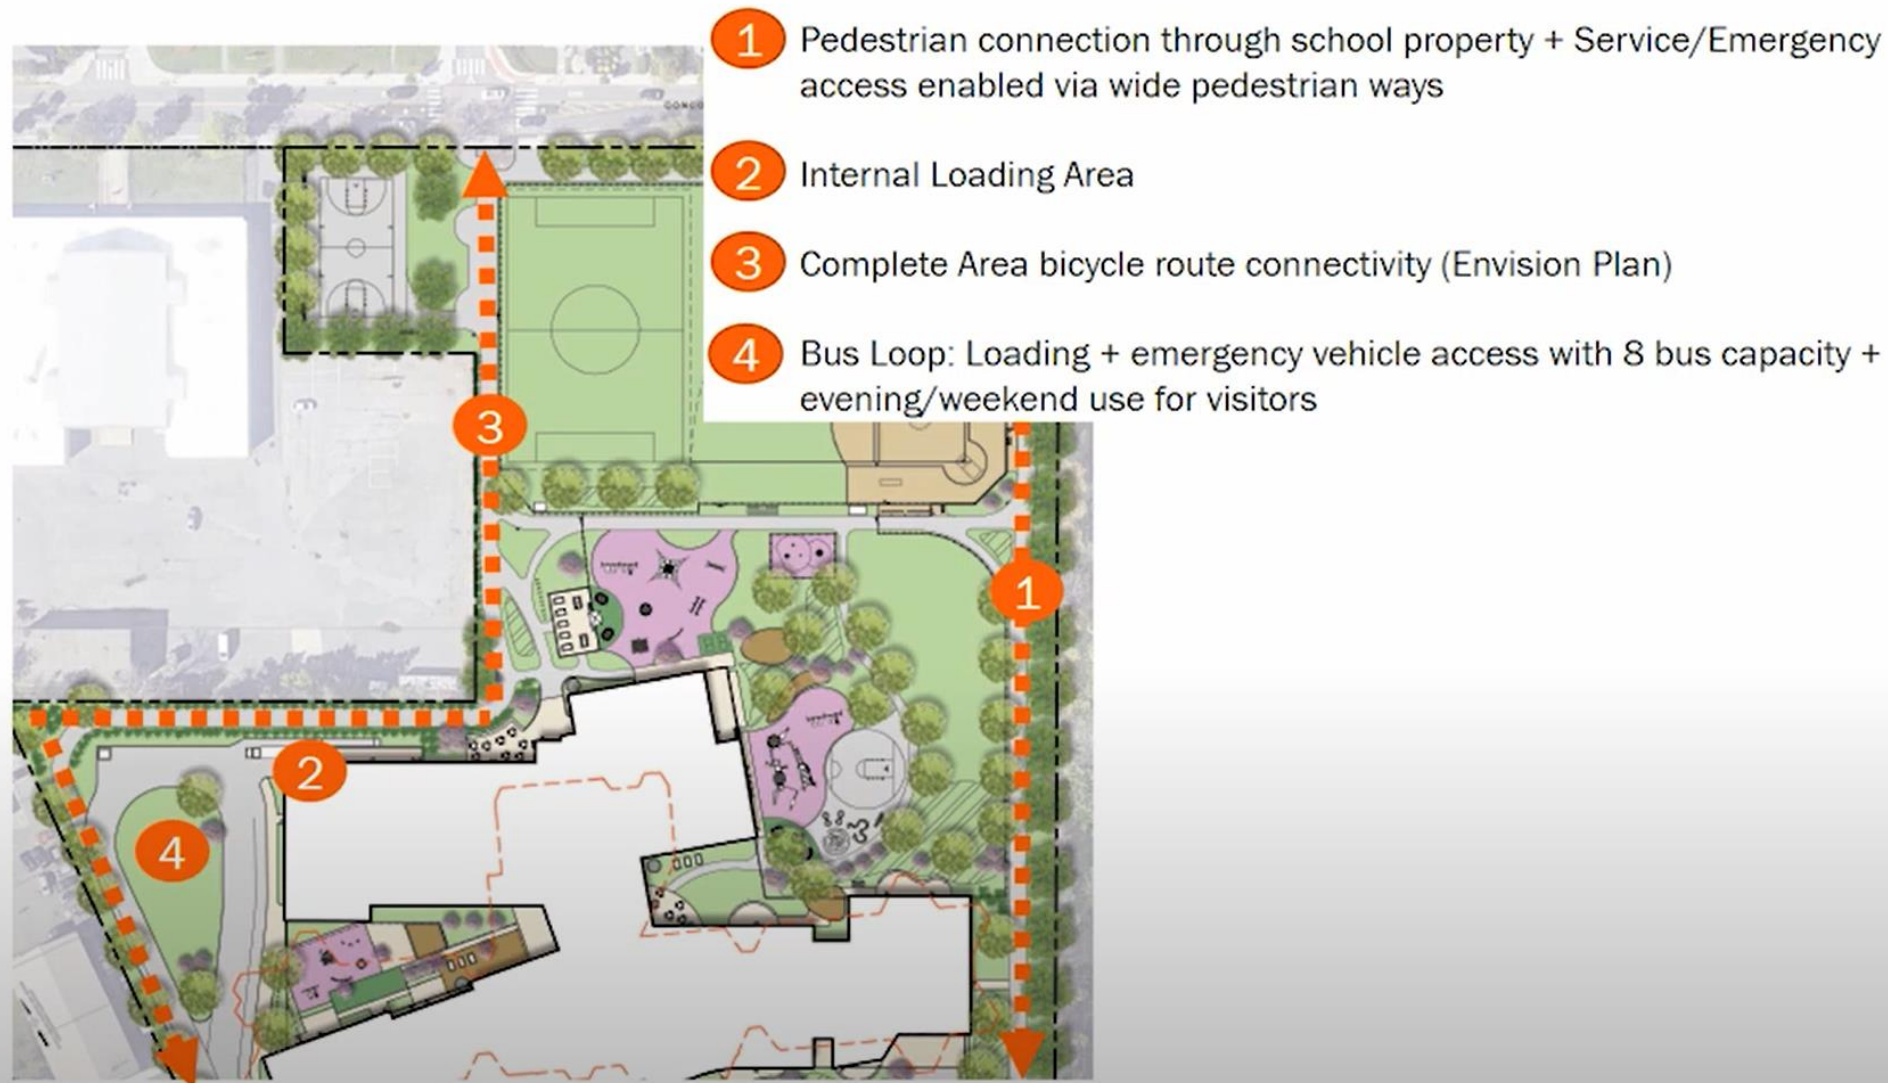 1 Pedestrian connection through school property + Service/Emergency
access enabled via wide pedestrian ways
2 Internal Loading Area
3 Complete Area bicycle route connectivity (Envision Plan)
4 Bus Loop: Loading + emergency vehicle access with 8 bus capacity +
evening/weekend use for visitors
3
1
2
4